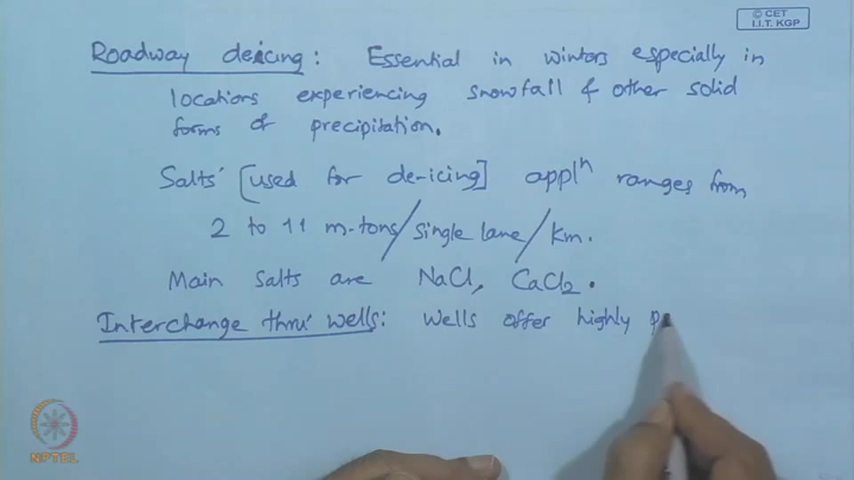 © CET
I.I.T. KGP
Roadway deicing: Essential in winters especially in
locations experiencing snowfall & other solid
forms of precipitation.
Salts' [used for de-icing] applⁿ ranges from
2 to 11 m-tons/single lane/km.
Main salts are NaCl, CaCl₂.
Interchange thru' wells: Wells offer highly p
NPTEL